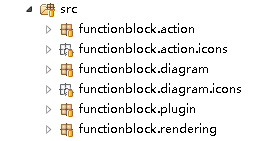 src
functionblock.action
functionblock.action.icons
functionblock.diagram
functionblock.diagram.icons
functionblock.plugin
functionblock.rendering